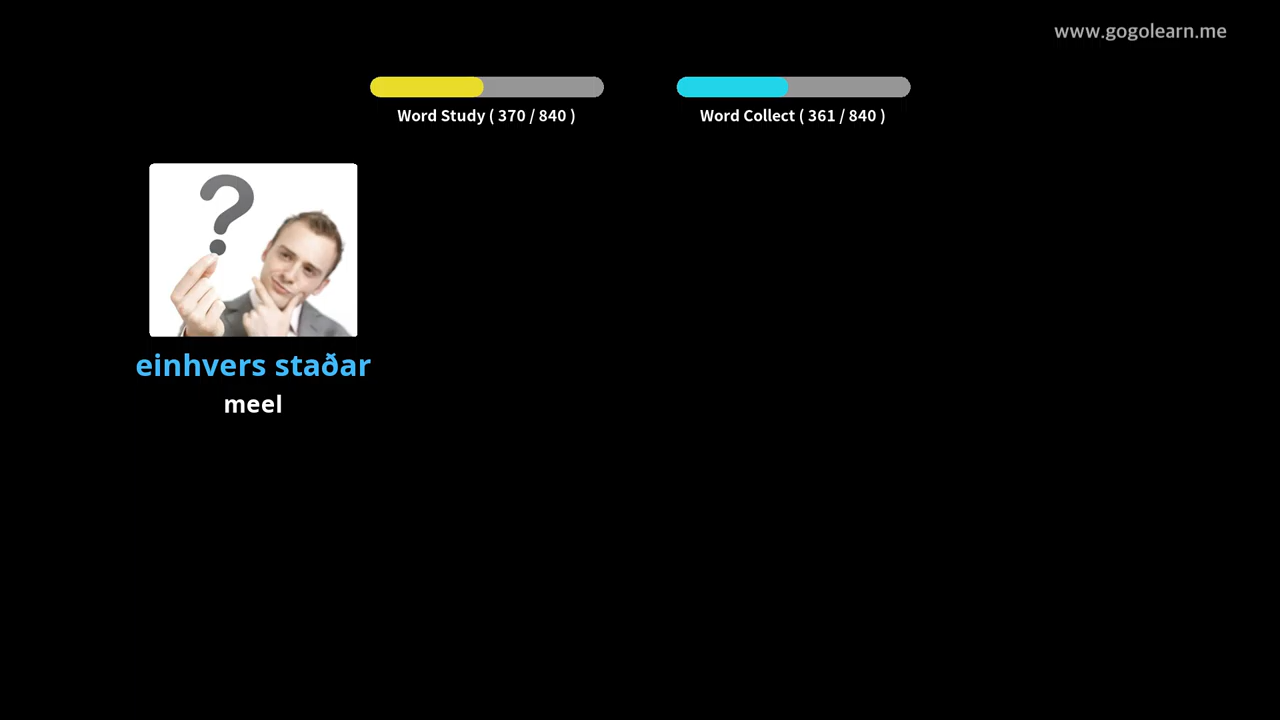 www.gogolearn.me
Word Study ( 370 / 840 )
Word Collect ( 361 / 840 )
?
einhvers staðar
meel